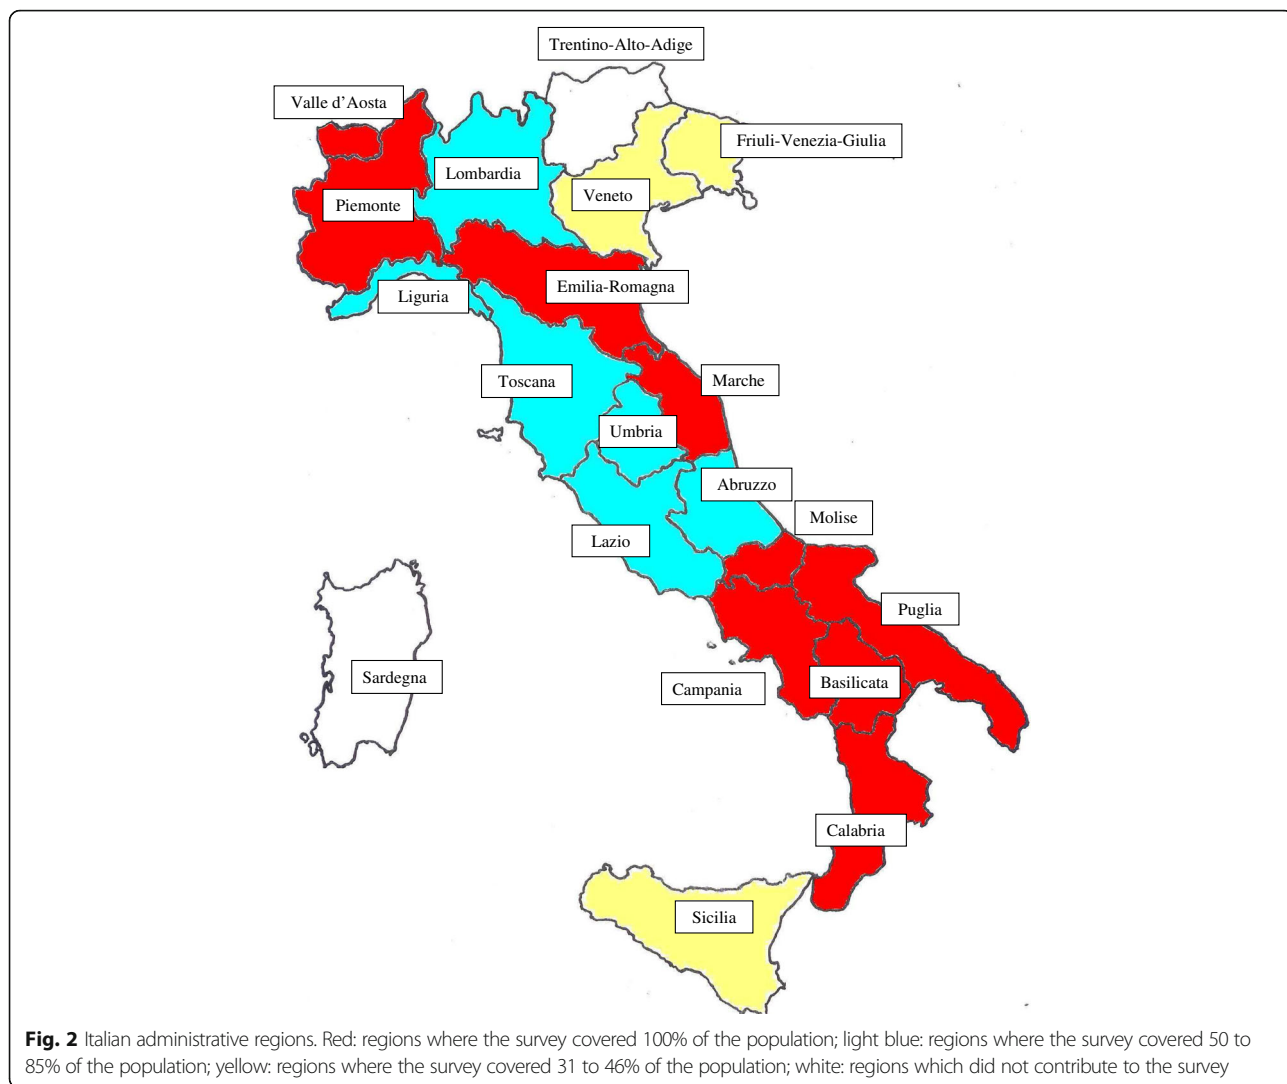 Trentino-Alto-Adige
Valle d'Aosta
Friuli-Venezia-Giulia
Lombardia
Veneto
Piemonte
Emilia-Romagna
Liguria
Toscana
Marche
Umbria
Abruzzo
Molise
Lazio
Puglia
Sardegna
Campania
Basilicata
Calabria
Sicilia
Fig. 2 Italian administrative regions. Red: regions where the survey covered 100% of the population; light blue: regions where the survey covered 50 to
85% of the population; yellow: regions where the survey covered 31 to 46% of the population; white: regions which did not contribute to the survey